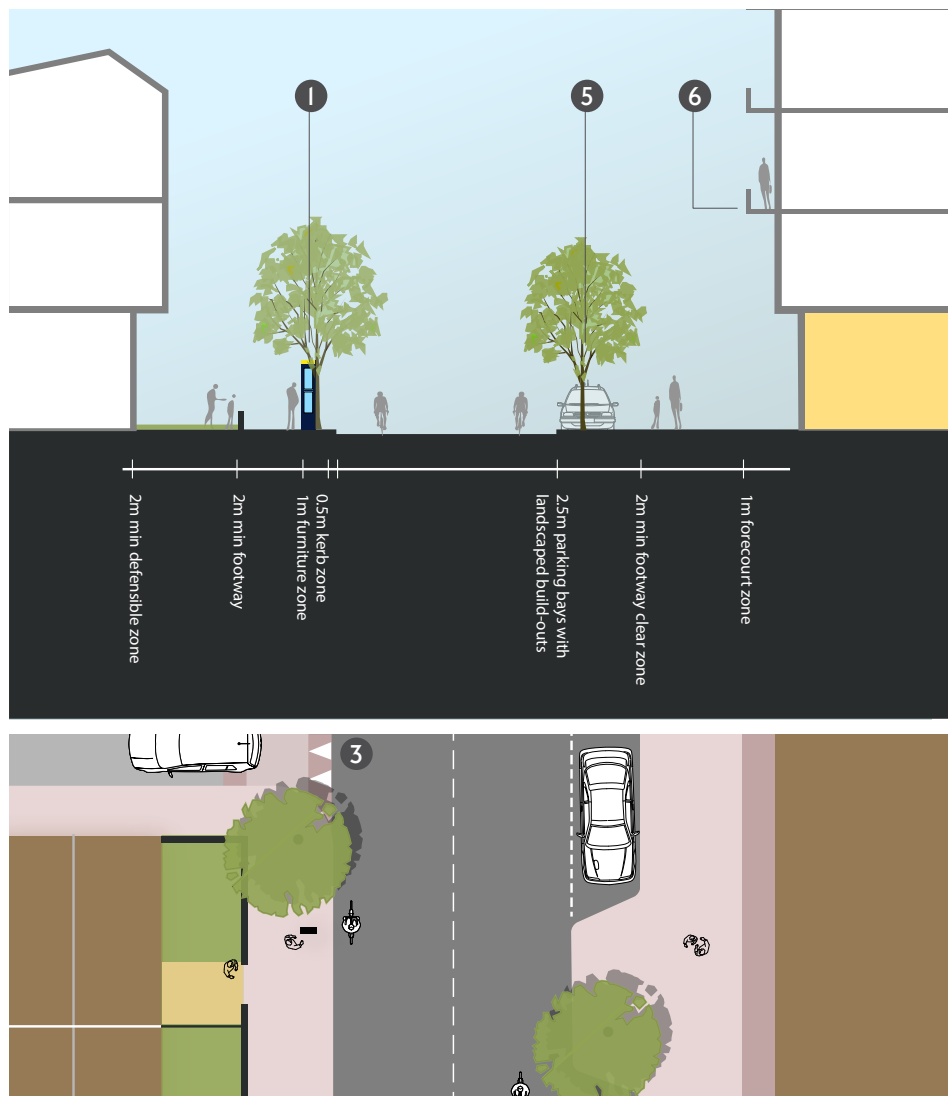 1
5
6
2m min defensible zone
2m min footway
1m furniture zone
0.5m kerb zone
2.5m parking bays with
landscaped build-outs
2m min footway clear zone
1m forecourt zone
3